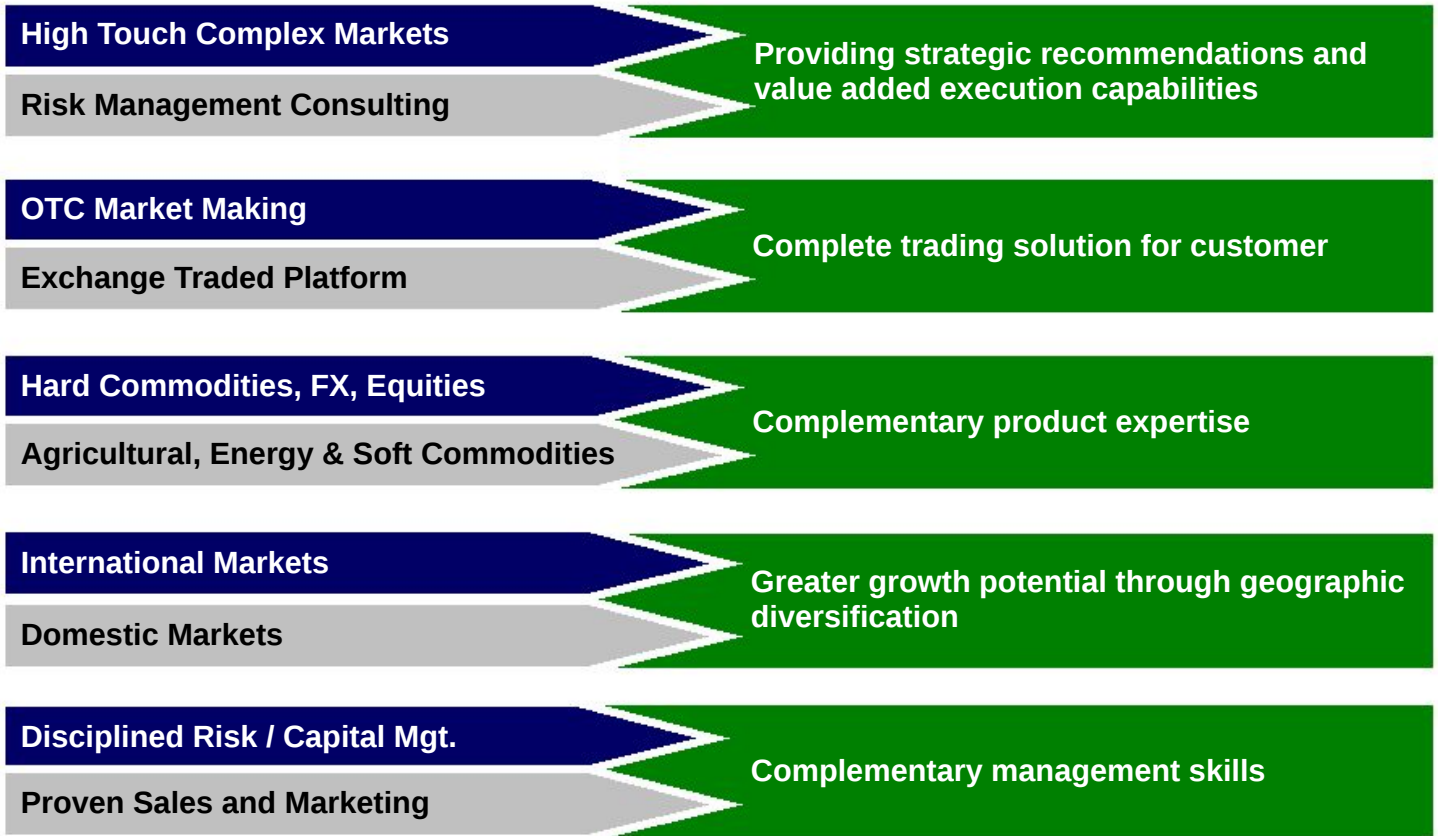 High Touch Complex Markets
Risk Management Consulting
Providing strategic recommendations and
value added execution capabilities
OTC Market Making
Exchange Traded Platform
Complete trading solution for customer
Hard Commodities, FX, Equities
Agricultural, Energy & Soft Commodities
Complementary product expertise
International Markets
Domestic Markets
Greater growth potential through geographic
diversification
Disciplined Risk / Capital Mgt.
Proven Sales and Marketing
Complementary management skills